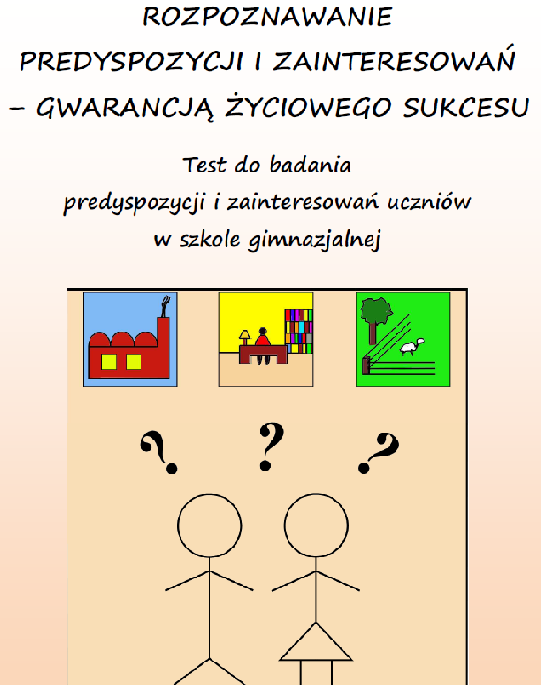 ROZPOZNAWANIE
PREDYSPOZYCJI I ZAINTERESOWAŃ
– GWARANCJĄ ŻYCIOWEGO SUKCESU
Test do badania
predyspozycji i zainteresowań uczniów
w szkole gimnazjalnej
? ? ?